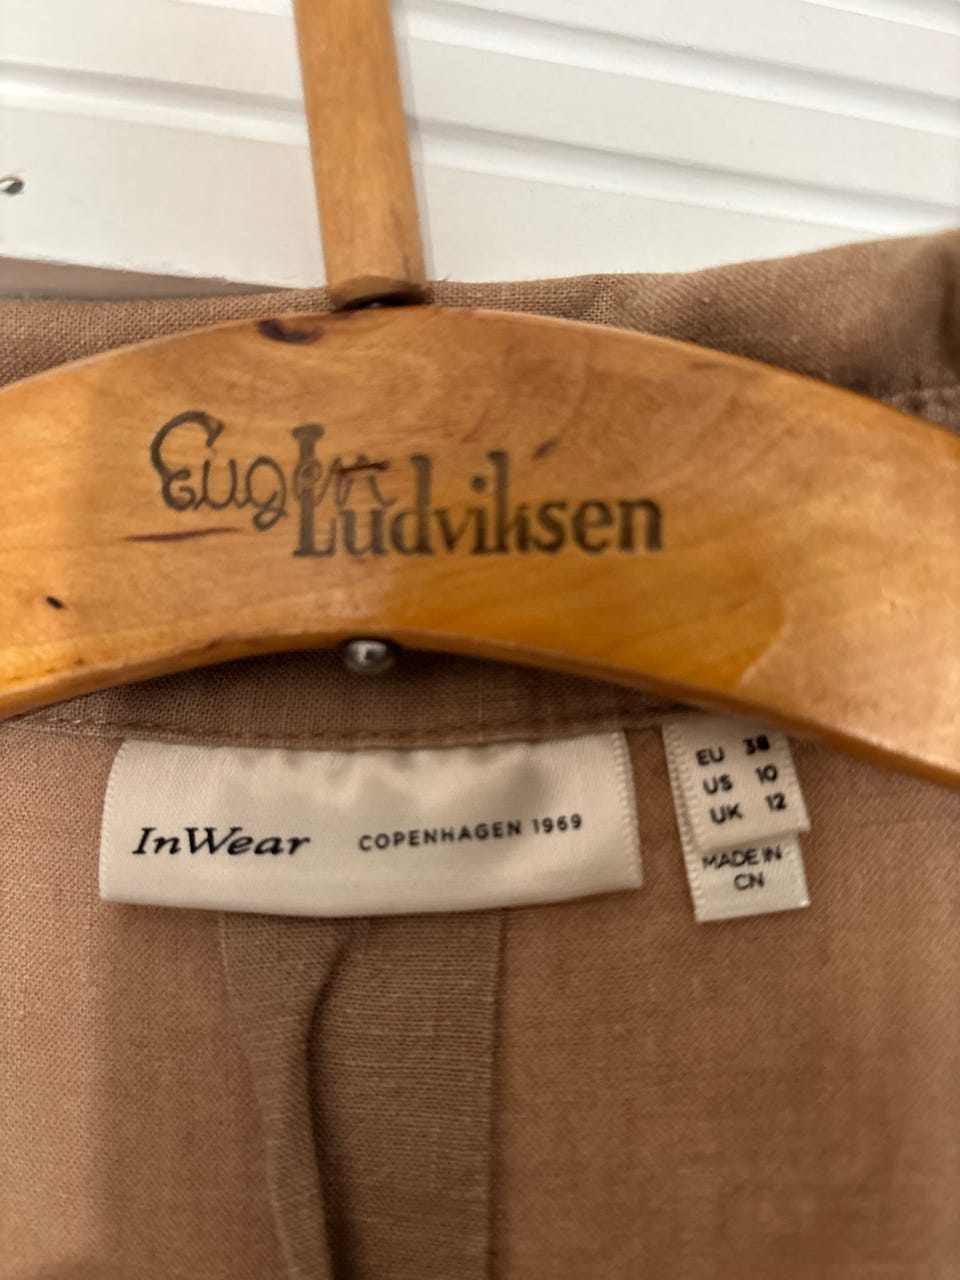 Eugen
Ludviksen
InWear COPENHAGEN 1969
EU 38
US 10
UK 12
MADE IN
CN